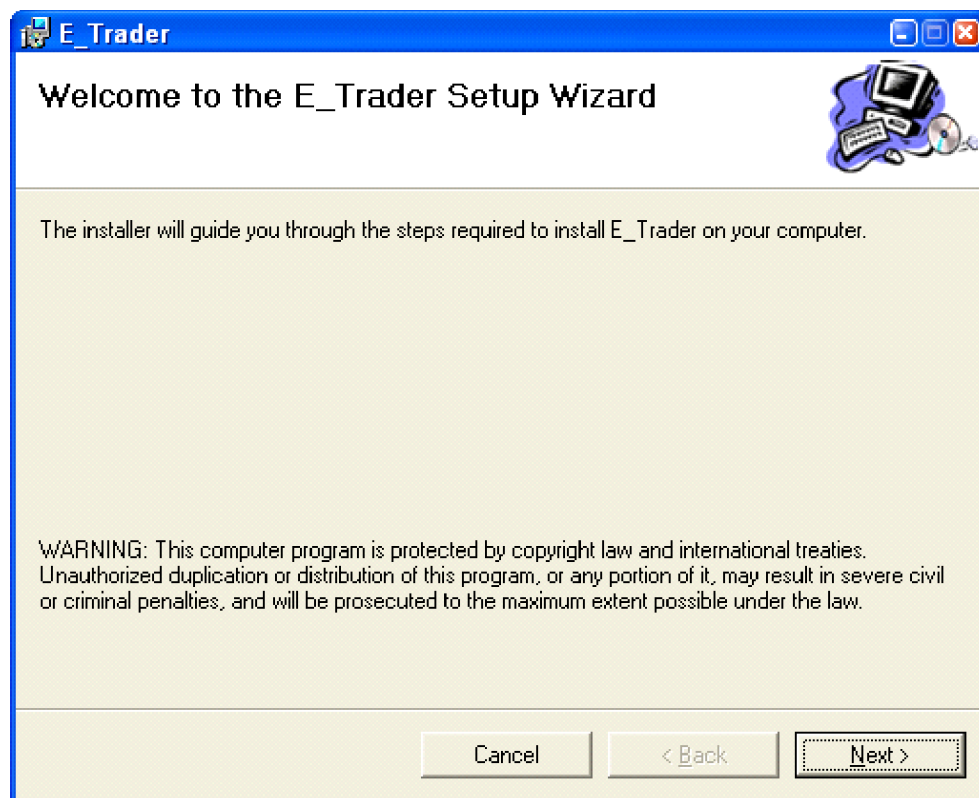 E_Trader
Welcome to the E_Trader Setup Wizard
The installer will guide you through the steps required to install E_Trader on your computer.
WARNING: This computer program is protected by copyright law and international treaties.
Unauthorized duplication or distribution of this program, or any portion of it, may result in severe civil
or criminal penalties, and will be prosecuted to the maximum extent possible under the law.
Cancel < Back Next >